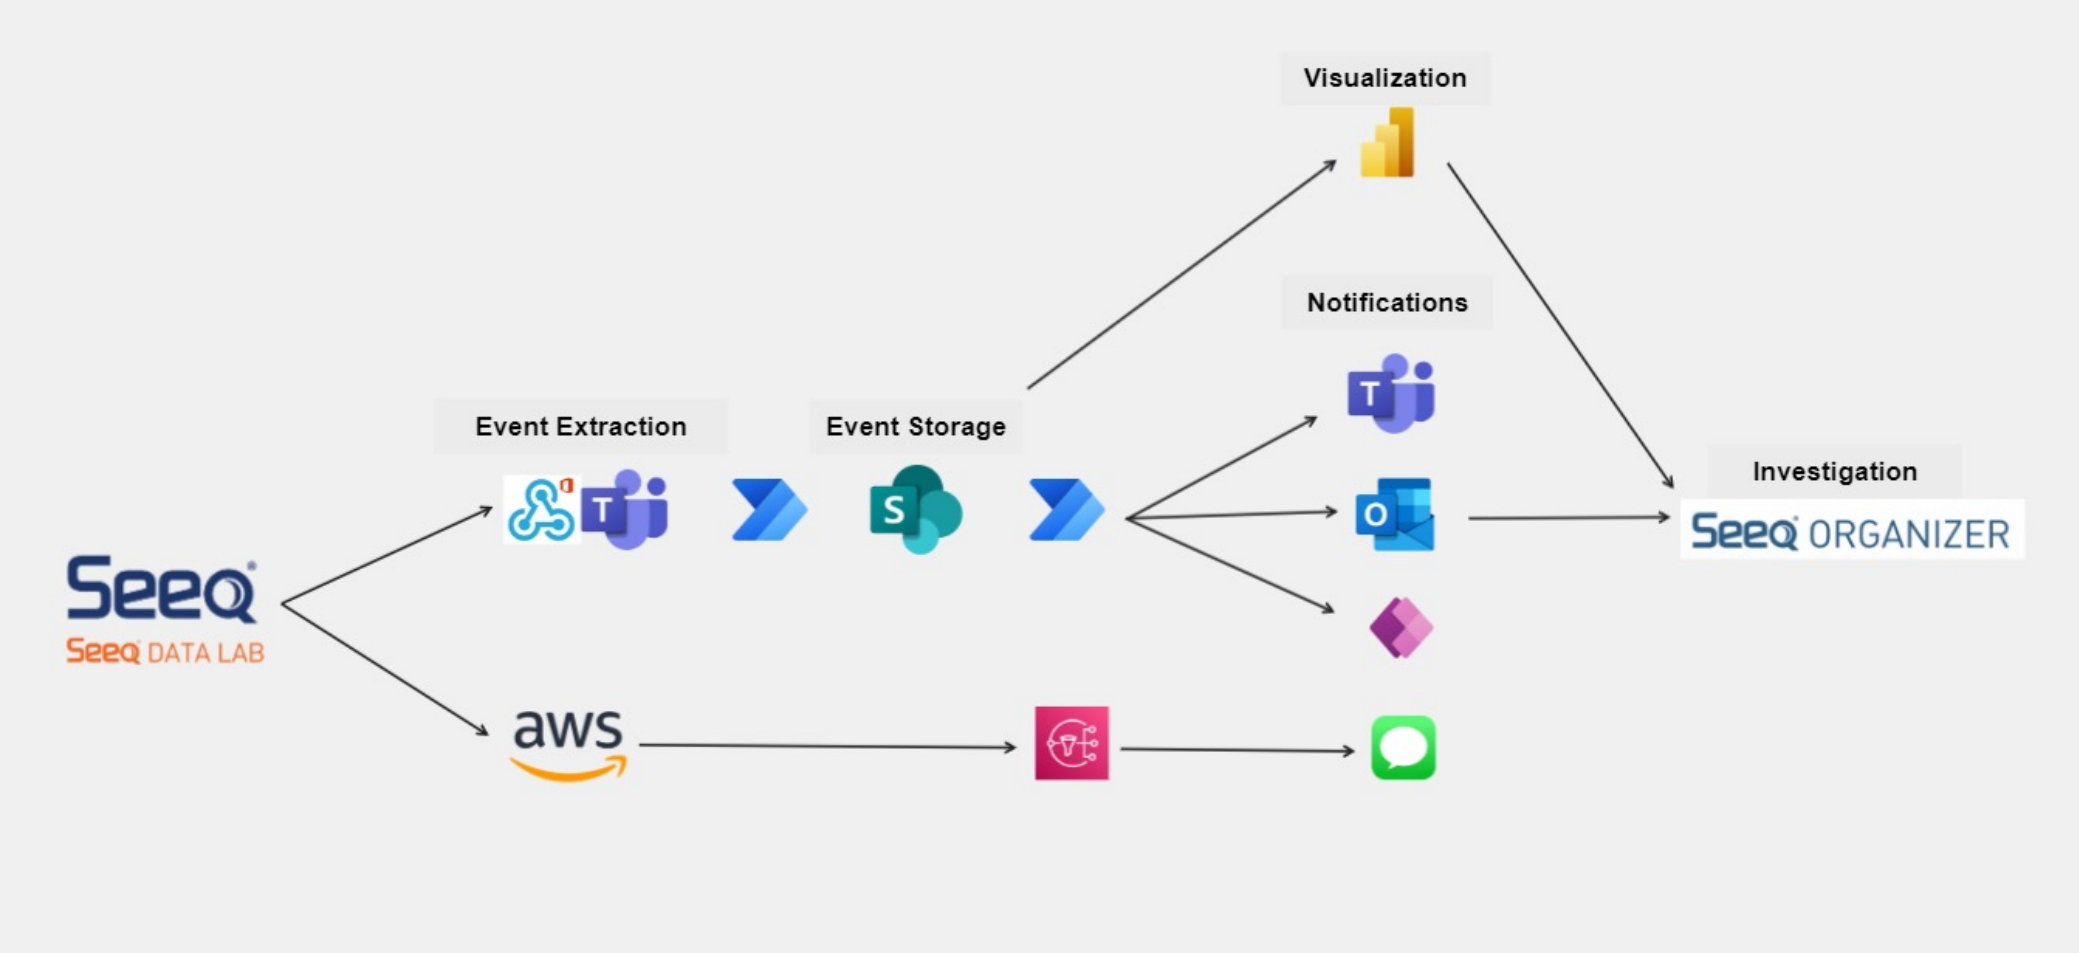 Visualization
Notifications
T
Event Extraction
Event Storage
T
S
O
Investigation
Seeq ORGANIZER
Seeq®
Seeq DATA LAB
aws